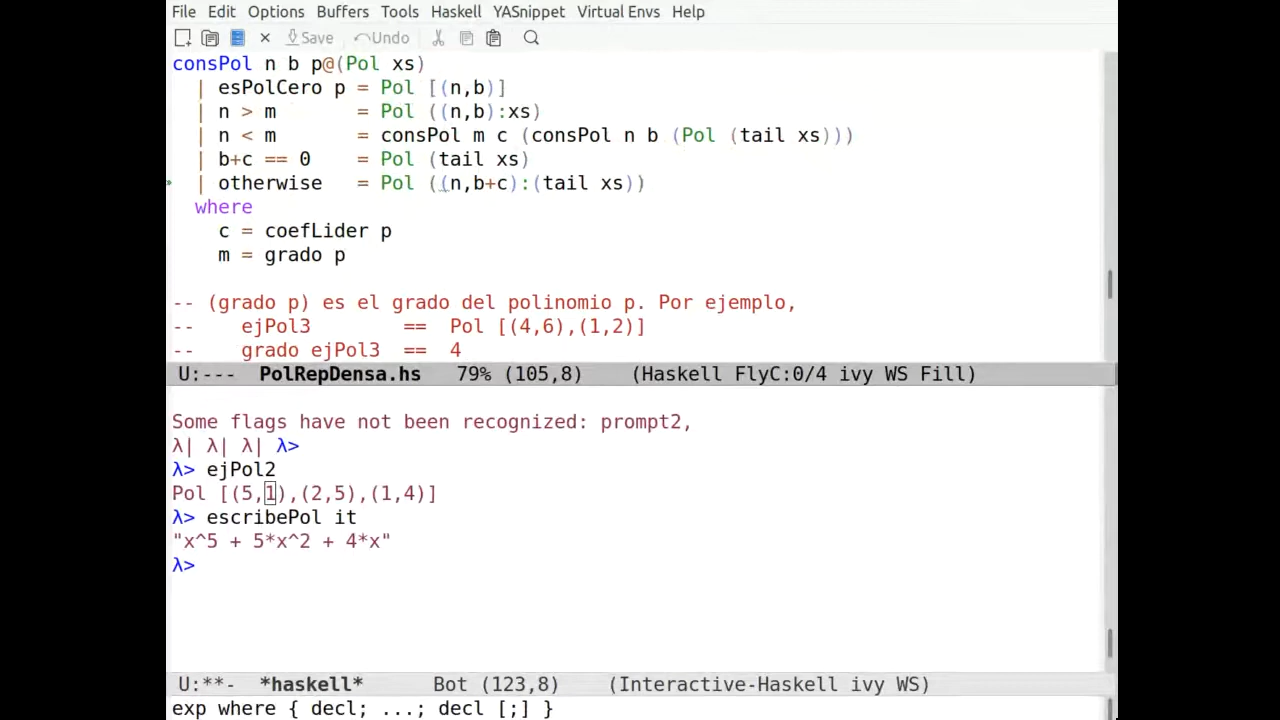 File Edit Options Buffers Tools Haskell YASnippet Virtual Envs Help
Save Undo
consPol n b p@(Pol xs)
  | esPolCero p = Pol [(n,b)]
  | n > m       = Pol ((n,b):xs)
  | n < m       = consPol m c (consPol n b (Pol (tail xs)))
  | b+c == 0    = Pol (tail xs)
  | otherwise   = Pol ((n,b+c):(tail xs))
  where
    c = coefLider p
    m = grado p
-- (grado p) es el grado del polinomio p. Por ejemplo,
--    ejPol3        ==  Pol [(4,6),(1,2)]
--    grado ejPol3  ==  4
U:---  PolRepDensa.hs   79% (105,8)    (Haskell FlyC:0/4 ivy WS Fill)
Some flags have not been recognized: prompt2,
λ| λ| λ| λ>
λ> ejPol2
Pol [(5,1),(2,5),(1,4)]
λ> escribePol it
"x^5 + 5*x^2 + 4*x"
λ>
U:**-  *haskell*      Bot (123,8)    (Interactive-Haskell ivy WS)
exp where { decl; ...; decl [;] }